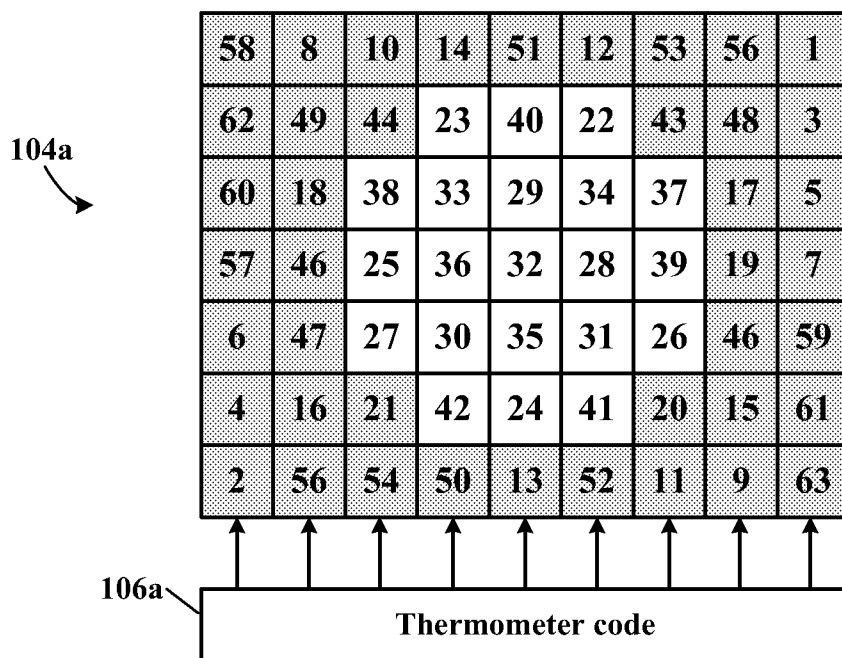 58 8 10 14 51 12 53 56 1
62 49 44 23 40 22 43 48 3
104a
60 18 38 33 29 34 37 17 5
57 46 25 36 32 28 39 19 7
6 47 27 30 35 31 26 46 59
4 16 21 42 24 41 20 15 61
2 56 54 50 13 52 11 9 63
106a
Thermometer code